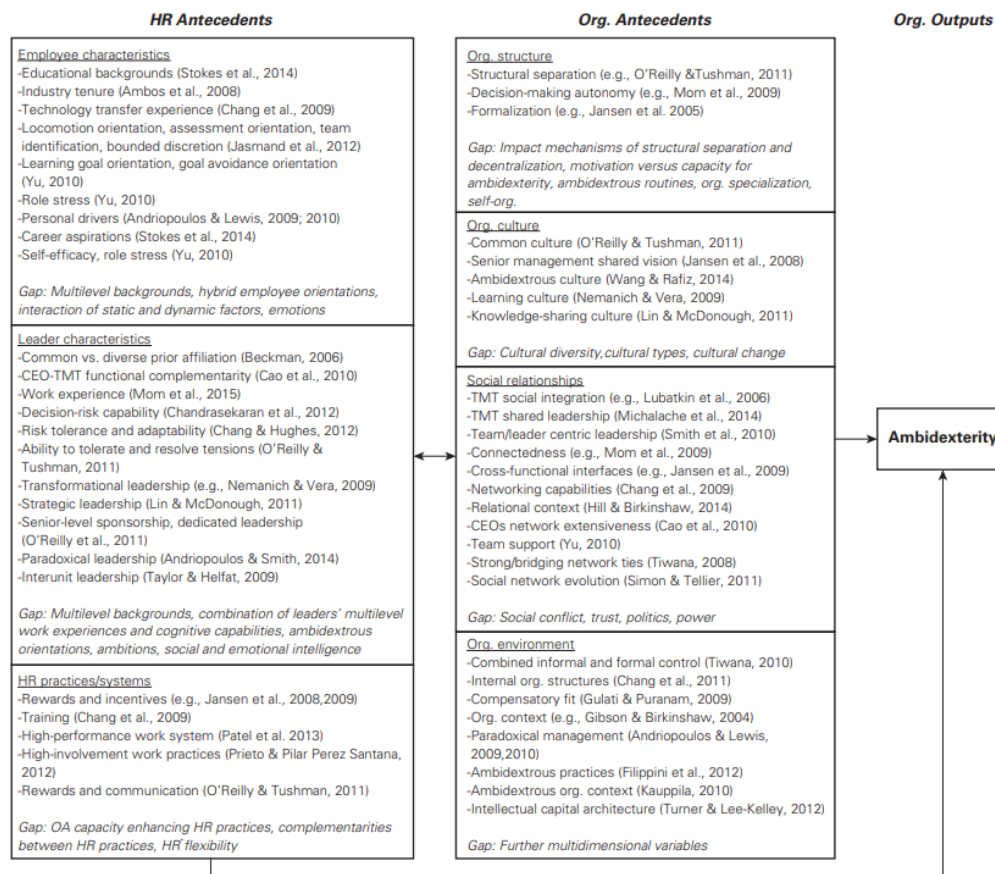 HR Antecedents
Org. Antecedents
Org. Outputs
Employee characteristics
-Educational backgrounds (Stokes et al., 2014)
-Industry tenure (Ambos et al., 2008)
-Technology transfer experience (Chang et al., 2009)
-Locomotion orientation, assessment orientation, team
identification, bounded discretion (Jasmand et al., 2012)
-Learning goal orientation, goal avoidance orientation
(Yu, 2010)
-Role stress (Yu, 2010)
-Personal drivers (Andriopoulos & Lewis, 2009; 2010)
-Career aspirations (Stokes et al., 2014)
-Self-efficacy, role stress (Yu, 2010)
Gap: Multilevel backgrounds, hybrid employee orientations,
interaction of static and dynamic factors, emotions
Leader characteristics
-Common vs. diverse prior affiliation (Beckman, 2006)
-CEO-TMT functional complementarity (Cao et al., 2010)
-Work experience (Mom et al., 2015)
-Decision-risk capability (Chandrasekaran et al., 2012)
-Risk tolerance and adaptability (Chang & Hughes, 2012)
-Ability to tolerate and resolve tensions (O'Reilly &
Tushman, 2011)
-Transformational leadership (e.g., Nemanich & Vera, 2009)
-Strategic leadership (Lin & McDonough, 2011)
-Senior-level sponsorship, dedicated leadership
(O'Reilly et al., 2011)
-Paradoxical leadership (Andriopoulos & Smith, 2014)
-Interunit leadership (Taylor & Helfat, 2009)
Gap: Multilevel backgrounds, combination of leaders' multilevel
work experiences and cognitive capabilities, ambidextrous
orientations, ambitions, social and emotional intelligence
HR practices/systems
-Rewards and incentives (e.g., Jansen et al., 2008,2009)
-Training (Chang et al., 2009)
-High-performance work system (Patel et al. 2013)
-High-involvement work practices (Prieto & Pilar Perez Santana,
2012)
-Rewards and communication (O'Reilly & Tushman, 2011)
Gap: OA capacity enhancing HR practices, complementarities
between HR practices, HR flexibility
Org. structure
-Structural separation (e.g., O'Reilly &Tushman, 2011)
-Decision-making autonomy (e.g., Mom et al., 2009)
-Formalization (e.g., Jansen et al. 2005)
Gap: Impact mechanisms of structural separation and
decentralization, motivation versus capacity for
ambidexterity, ambidextrous routines, org. specialization,
self-org.
Org. culture
-Common culture (O'Reilly & Tushman, 2011)
-Senior management shared vision (Jansen et al., 2008)
-Ambidextrous culture (Wang & Rafiz, 2014)
-Learning culture (Nemanich & Vera, 2009)
-Knowledge-sharing culture (Lin & McDonough, 2011)
Gap: Cultural diversity,cultural types, cultural change
Social relationships
-TMT social integration (e.g., Lubatkin et al., 2006)
-TMT shared leadership (Michalache et al., 2014)
-Team/leader centric leadership (Smith et al., 2010)
-Connectedness (e.g., Mom et al., 2009)
-Cross-functional interfaces (e.g., Jansen et al., 2009)
-Networking capabilities (Chang et al., 2009)
-Relational context (Hill & Birkinshaw, 2014)
-CEOs network extensiveness (Cao et al., 2010)
-Team support (Yu, 2010)
-Strong/bridging network ties (Tiwana, 2008)
-Social network evolution (Simon & Tellier, 2011)
Gap: Social conflict, trust, politics, power
Org. environment
-Combined informal and formal control (Tiwana, 2010)
-Internal org. structures (Chang et al., 2011)
-Compensatory fit (Gulati & Puranam, 2009)
-Org. context (e.g., Gibson & Birkinshaw, 2004)
-Paradoxical management (Andriopoulos & Lewis,
2009,2010)
-Ambidextrous practices (Filippini et al., 2012)
-Ambidextrous org. context (Kauppila, 2010)
-Intellectual capital architecture (Turner & Lee-Kelley, 2012)
Gap: Further multidimensional variables
Ambidexterity